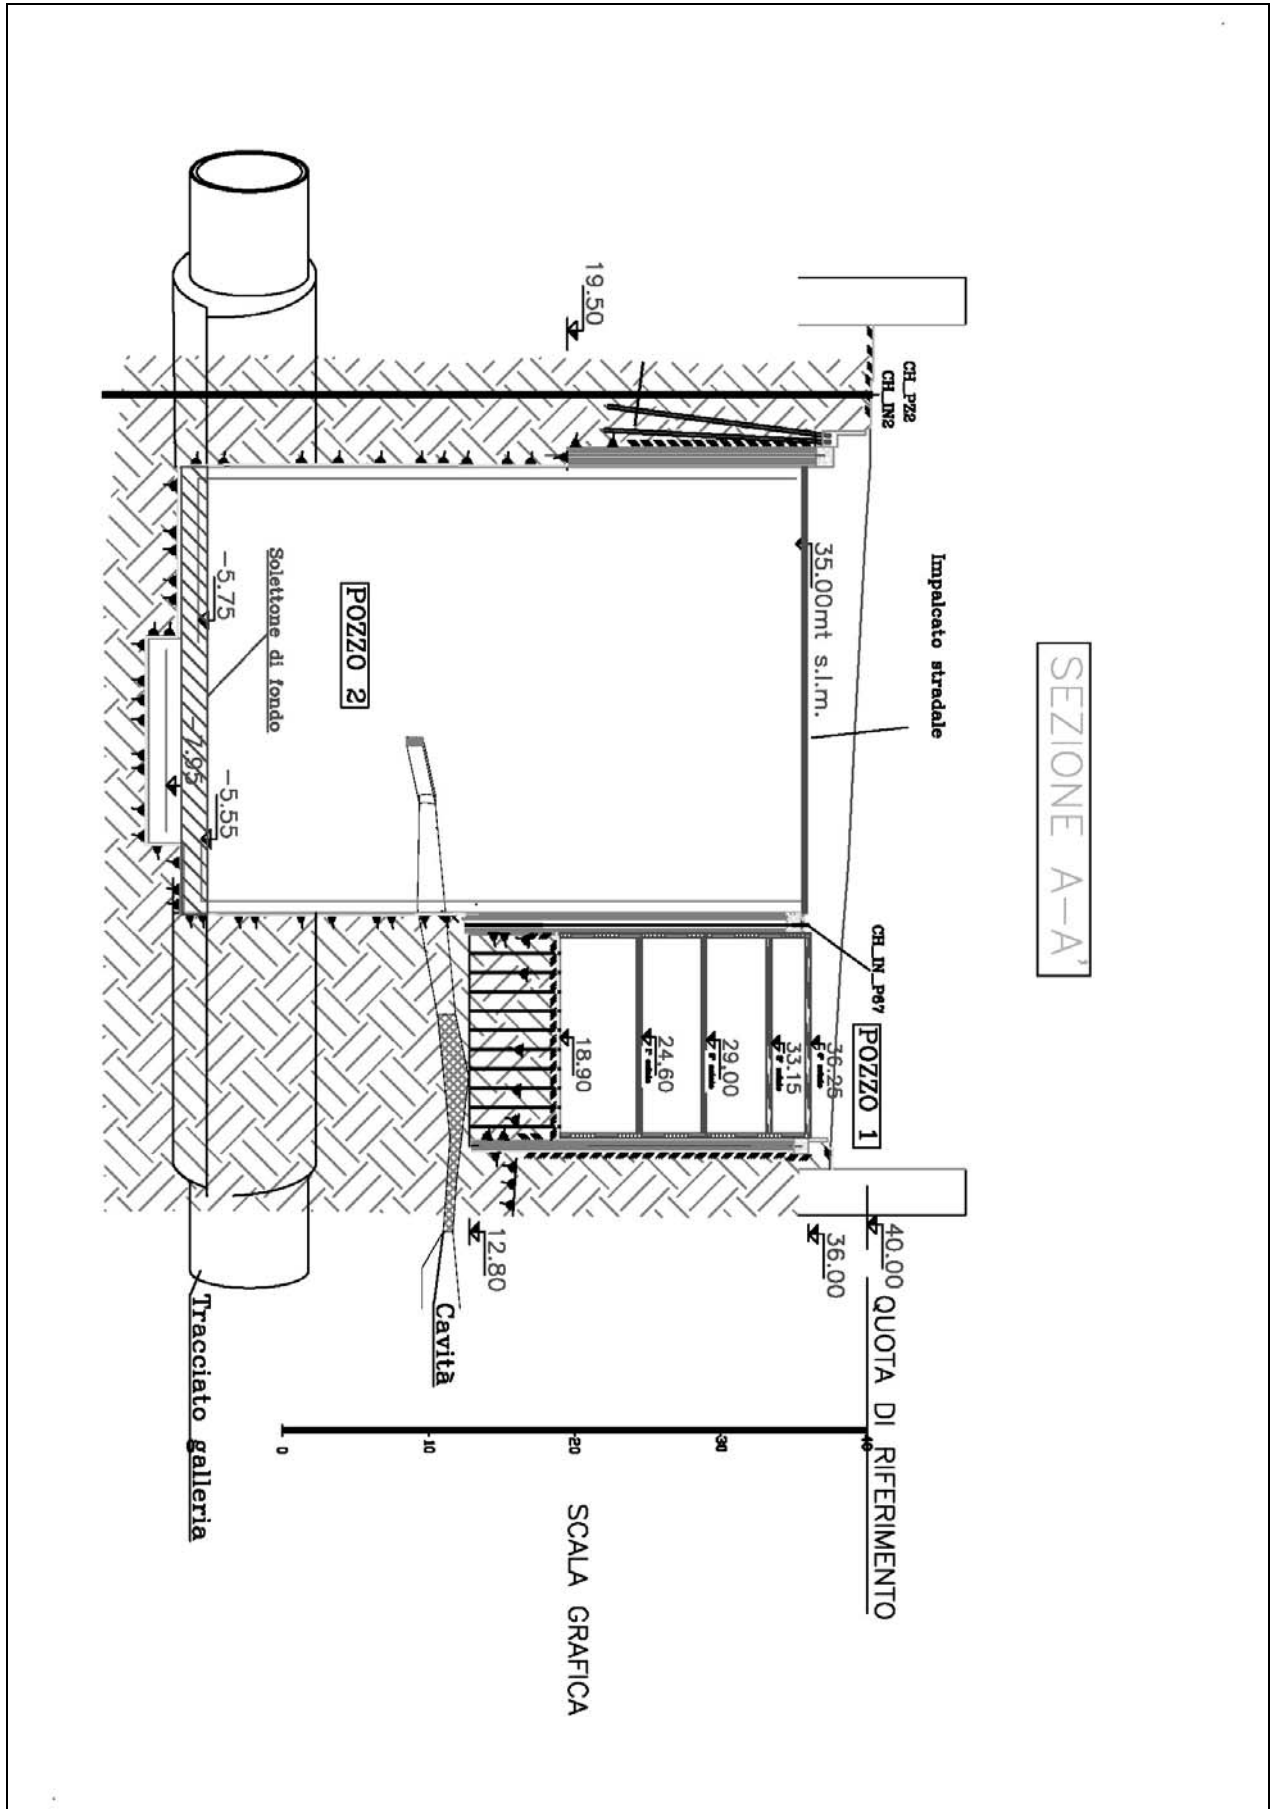 SEZIONE A-A'
Impalcato stradale
CH_PZ2
CH_IN2
19.50
35.00mt s.l.m.
POZZO 2
Solettone di fondo
-5.75
-7.95
-5.55
CH_IN_P67
POZZO 1
36.25
33.15
29.00
24.60
18.90
40.00
36.00
12.80
QUOTA DI RIFERIMENTO
Cavità
Tracciato galleria
40
30
20
10
0
SCALA GRAFICA